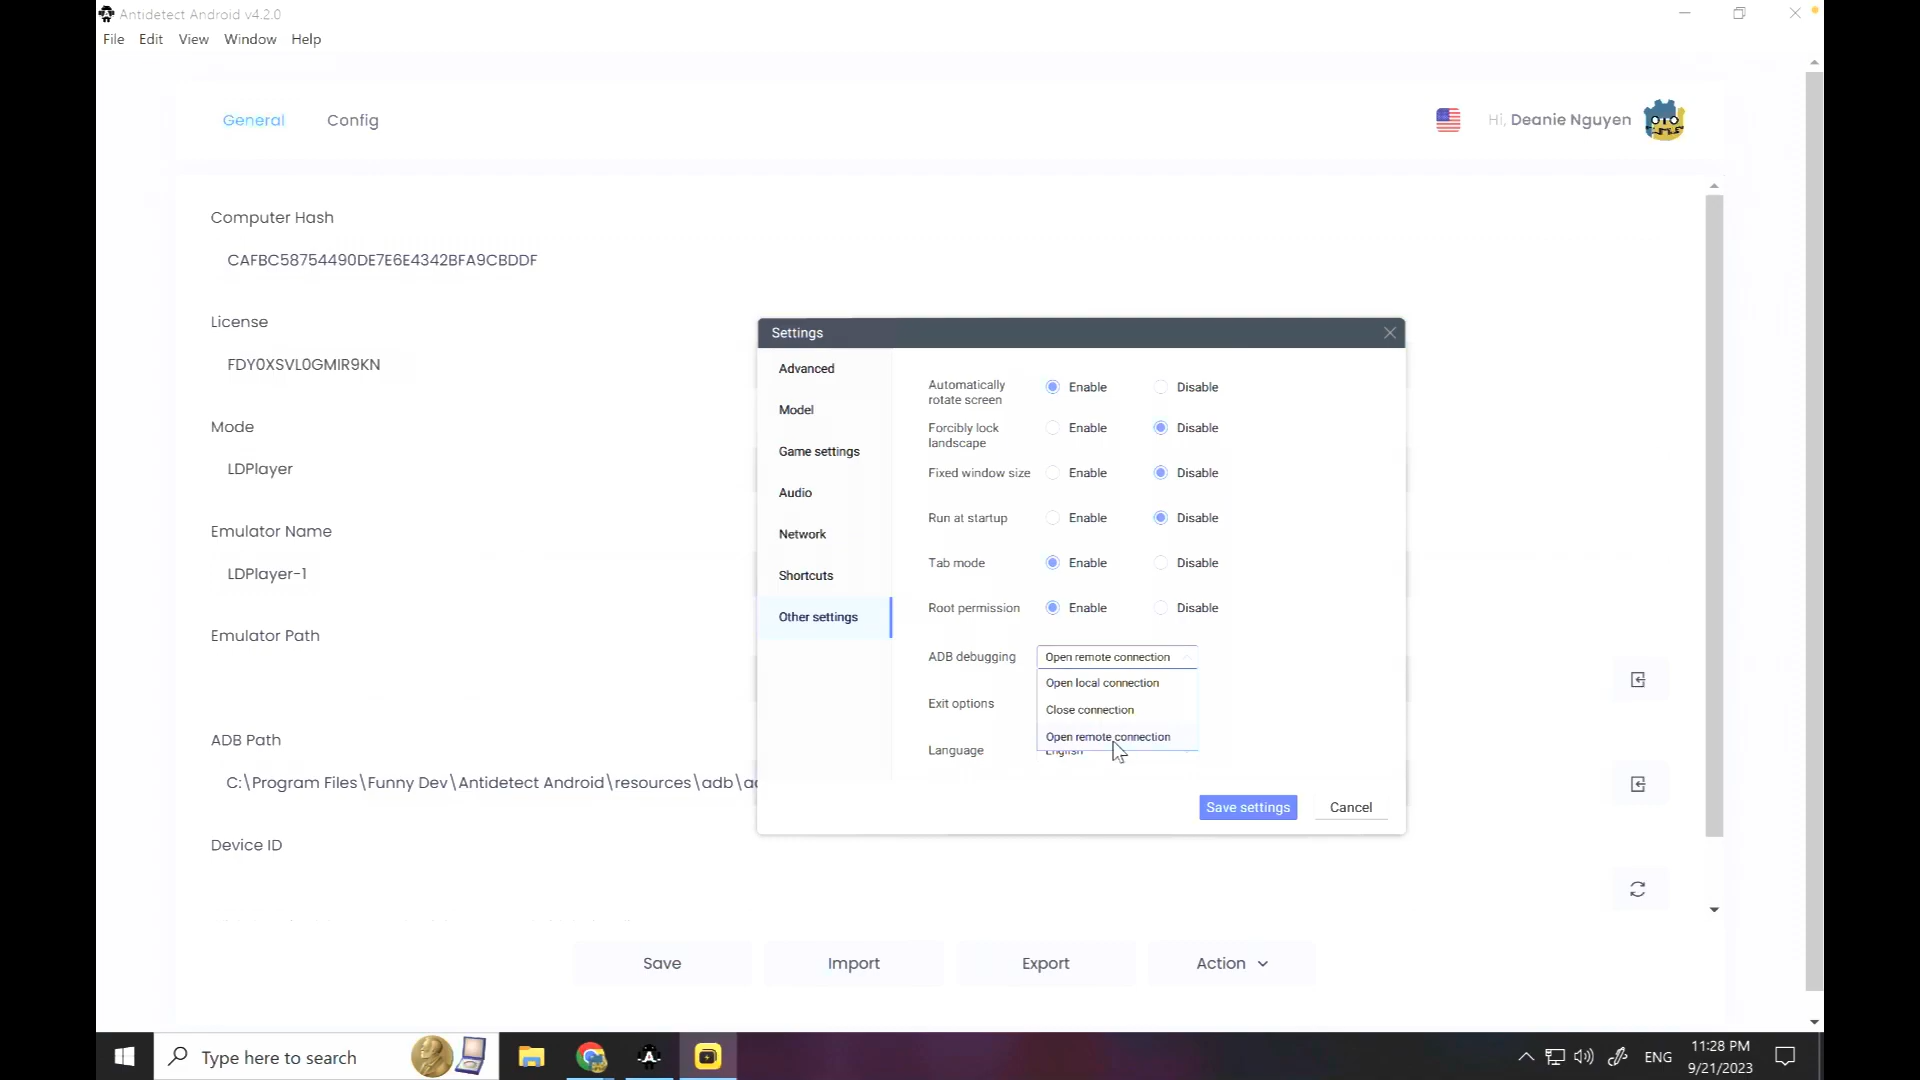 Antidetect Android v4.2.0
File Edit View Window Help
General Config
Hi, Deanie Nguyen
Computer Hash
CAFBC58754490DE7E6E4342BFA9CBDDF
License
FDY0XSVL0GMIR9KN
Mode
LDPlayer
Emulator Name
LDPlayer-1
Emulator Path
ADB Path
C:\Program Files\Funny Dev\Antidetect Android\resources\adb\
Device ID
Settings
Advanced
Model
Game settings
Audio
Network
Shortcuts
Other settings
Automatically
rotate screen
Enable Disable
Forcibly lock
landscape
Enable Disable
Fixed window size Enable Disable
Run at startup Enable Disable
Tab mode Enable Disable
Root permission Enable Disable
ADB debugging Open remote connection
Open local connection
Close connection
Open remote connection
Exit options
Language English
Save settings Cancel
Save Import Export Action
Type here to search
ENG
11:28 PM
9/21/2023